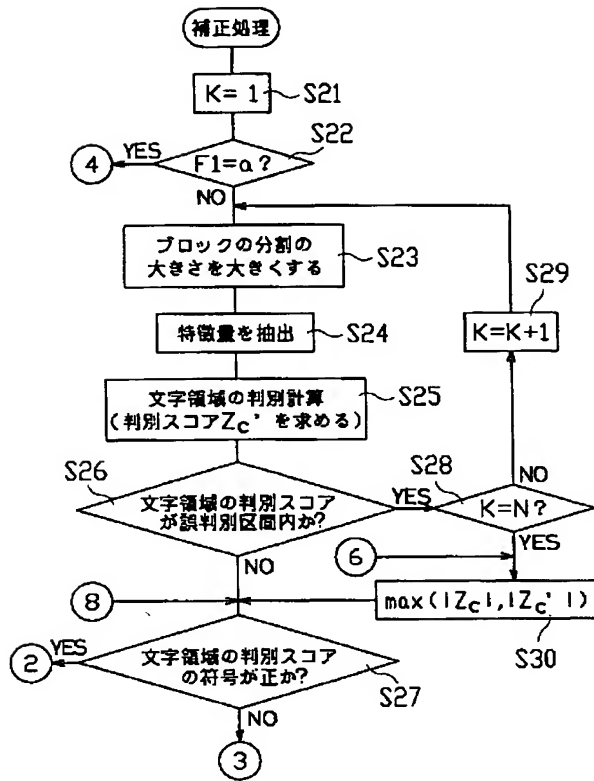 補正処理
K= 1
S21
S22
YES
4
F1=a?
NO
ブロックの分割の
大きさを大きくする
S23
S29
K=K+1
特徴量を抽出
S24
文字領域の判別計算
(判別スコアZc' を求める)
S25
S26
文字領域の判別スコア
が誤判別区間内か?
YES
S28
NO
K=N?
YES
6
NO
8
max(|Zc|,|Zc'|)
S30
YES
2
文字領域の判別スコア
の符号が正か?
S27
NO
3